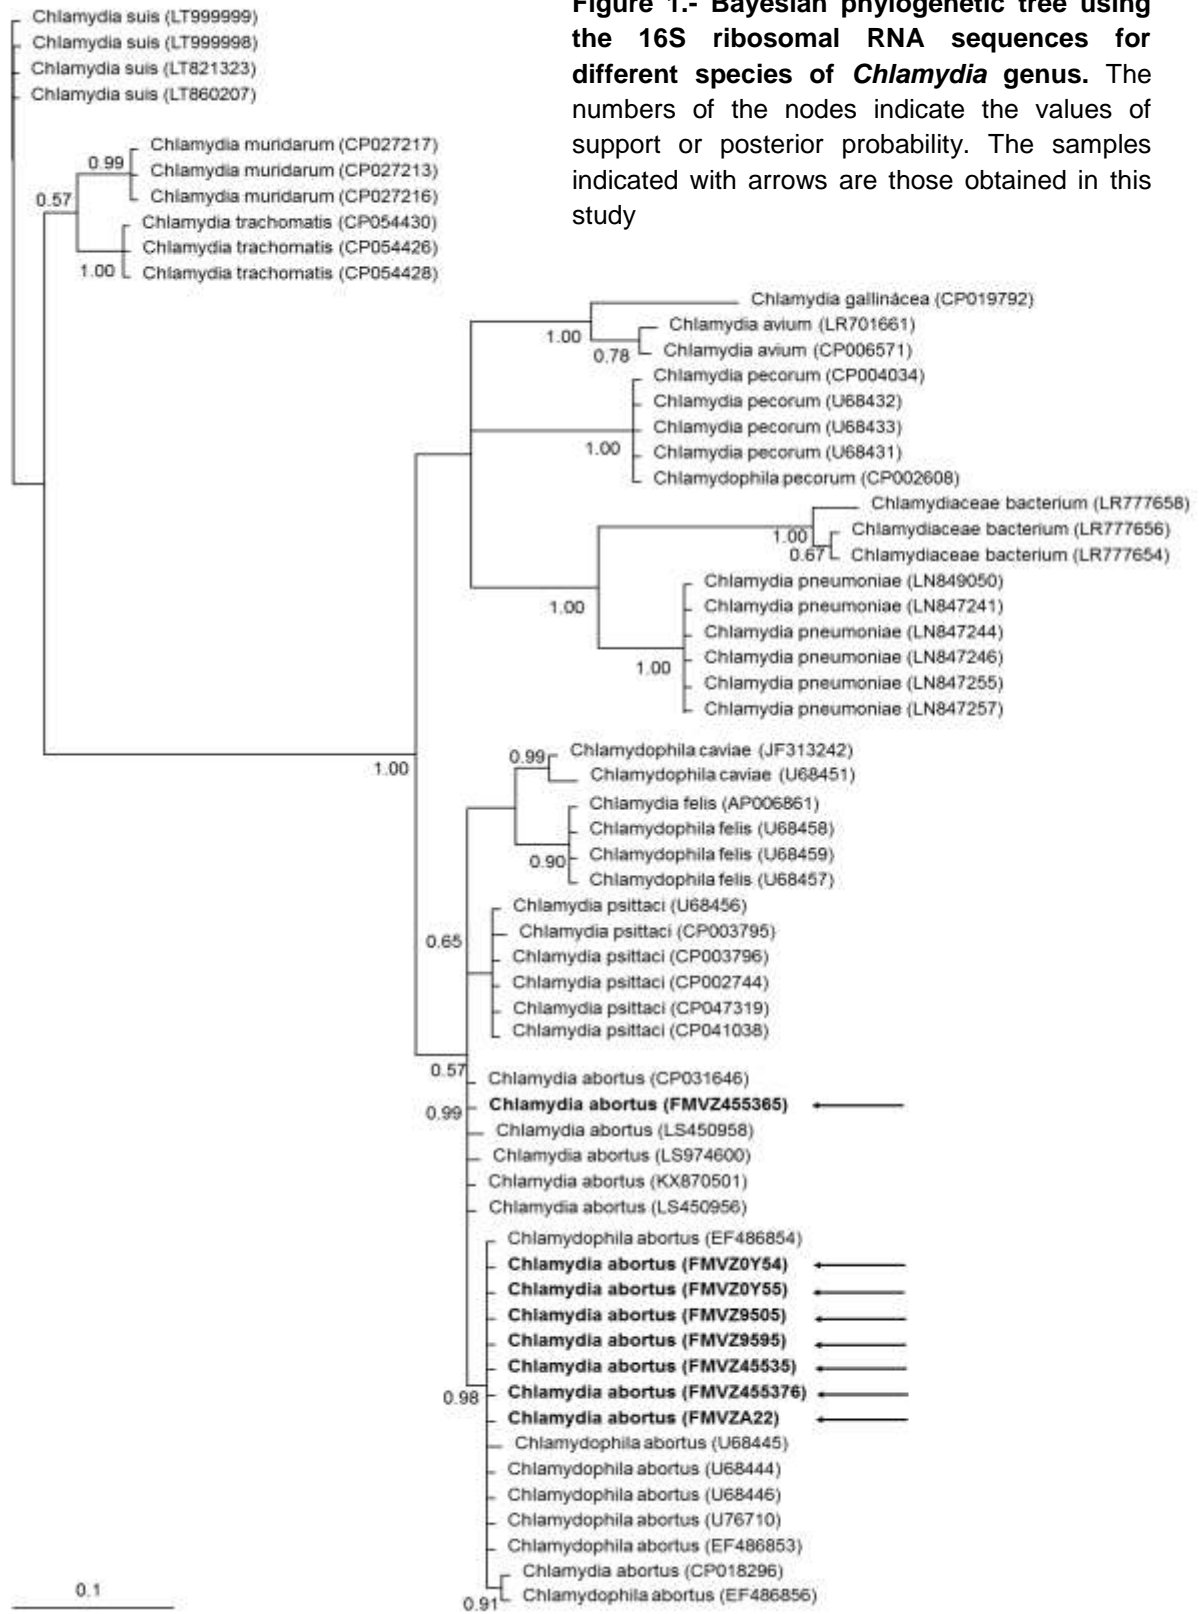 Figure 1.- Bayesian phylogenetic tree using
the 16S ribosomal RNA sequences for
different species of Chlamydia genus. The
numbers of the nodes indicate the values of
support or posterior probability. The samples
indicated with arrows are those obtained in this
study
Chlamydia suis (LT999999)
Chlamydia suis (LT999998)
Chlamydia suis (LT821323)
Chlamydia suis (LT860207)
Chlamydia muridarum (CP027217)
0.99
Chlamydia muridarum (CP027213)
Chlamydia muridarum (CP027216)
0.57
Chlamydia trachomatis (CP054430)
Chlamydia trachomatis (CP054426)
1.00
Chlamydia trachomatis (CP054428)
Chlamydia gallinácea (CP019792)
Chlamydia avium (LR701661)
1.00
0.78
Chlamydia avium (CP006571)
Chlamydia pecorum (CP004034)
Chlamydia pecorum (U68432)
Chlamydia pecorum (U68433)
1.00
Chlamydia pecorum (U68431)
Chlamydophila pecorum (CP002608)
Chlamydiaceae bacterium (LR777658)
Chlamydiaceae bacterium (LR777656)
1.00
0.67
Chlamydiaceae bacterium (LR777654)
Chlamydia pneumoniae (LN849050)
Chlamydia pneumoniae (LN847241)
1.00
Chlamydia pneumoniae (LN847244)
Chlamydia pneumoniae (LN847246)
1.00
Chlamydia pneumoniae (LN847255)
Chlamydia pneumoniae (LN847257)
Chlamydophila caviae (JF313242)
0.99
1.00
Chlamydophila caviae (U68451)
Chlamydia felis (AP006861)
Chlamydophila felis (U68458)
Chlamydophila felis (U68459)
0.90
Chlamydophila felis (U68457)
Chlamydia psittaci (U68456)
Chlamydia psittaci (CP003795)
0.65
Chlamydia psittaci (CP003796)
Chlamydia psittaci (CP002744)
Chlamydia psittaci (CP047319)
Chlamydia psittaci (CP041038)
0.57
Chlamydia abortus (CP031646)
Chlamydia abortus (FMVZ455365)
0.99
Chlamydia abortus (LS450958)
Chlamydia abortus (LS974600)
Chlamydia abortus (KX870501)
Chlamydia abortus (LS450956)
Chlamydophila abortus (EF486854)
Chlamydia abortus (FMVZ0Y54)
Chlamydia abortus (FMVZ0Y55)
Chlamydia abortus (FMVZ9505)
Chlamydia abortus (FMVZ9595)
Chlamydia abortus (FMVZ45535)
Chlamydia abortus (FMVZ455376)
0.98
Chlamydia abortus (FMVZA22)
Chlamydophila abortus (U68445)
Chlamydophila abortus (U68444)
Chlamydophila abortus (U68446)
Chlamydophila abortus (U76710)
Chlamydophila abortus (EF486853)
Chlamydia abortus (CP018296)
Chlamydophila abortus (EF486856)
0.91
0.1